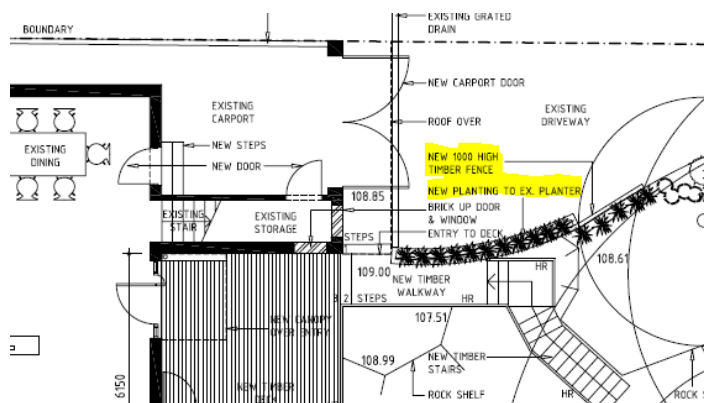 BOUNDARY
EXISTING GRATED
DRAIN
NEW CARPORT DOOR
EXISTING
CARPORT
EXISTING
DRIVEWAY
ROOF OVER
EXISTING
DINING
NEW STEPS
NEW DOOR
NEW 1000 HIGH
TIMBER FENCE
NEW PLANTING TO EX. PLANTER
108.85
BRICK UP DOOR
& WINDOW
EXISTING
STAIR
EXISTING
STORAGE
STEPS
ENTRY TO DECK
108.61
109.00
NEW TIMBER
WALKWAY
HR
HR
2 STEPS
HR
107.51
NEW CANOPY
OVER ENTRY
108.99
NEW TIMBER
STAIRS
6150
NEW TIMBER
DECK
ROCK SHELF
HR
ROCK S